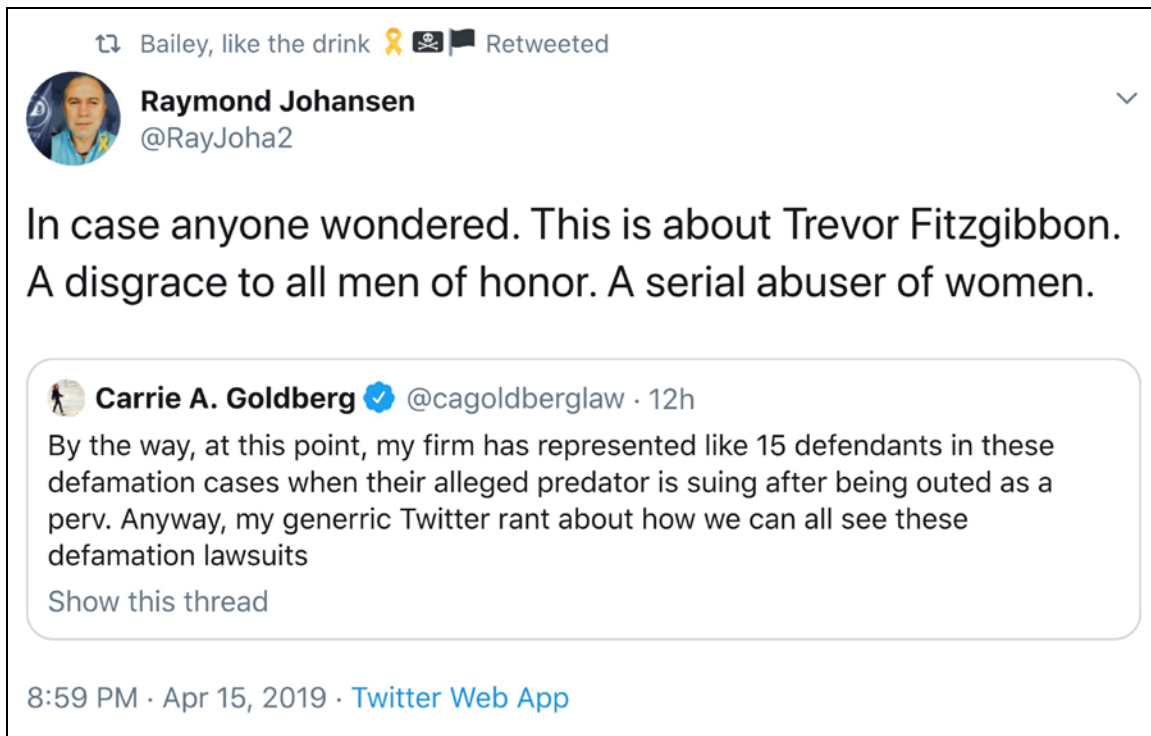 Bailey, like the drink 🎗️☠️🏴 Retweeted
Raymond Johansen
@RayJoha2
In case anyone wondered. This is about Trevor Fitzgibbon.
A disgrace to all men of honor. A serial abuser of women.
Carrie A. Goldberg @cagoldberglaw · 12h
By the way, at this point, my firm has represented like 15 defendants in these
defamation cases when their alleged predator is suing after being outed as a
perv. Anyway, my generric Twitter rant about how we can all see these
defamation lawsuits
Show this thread
8:59 PM · Apr 15, 2019 · Twitter Web App